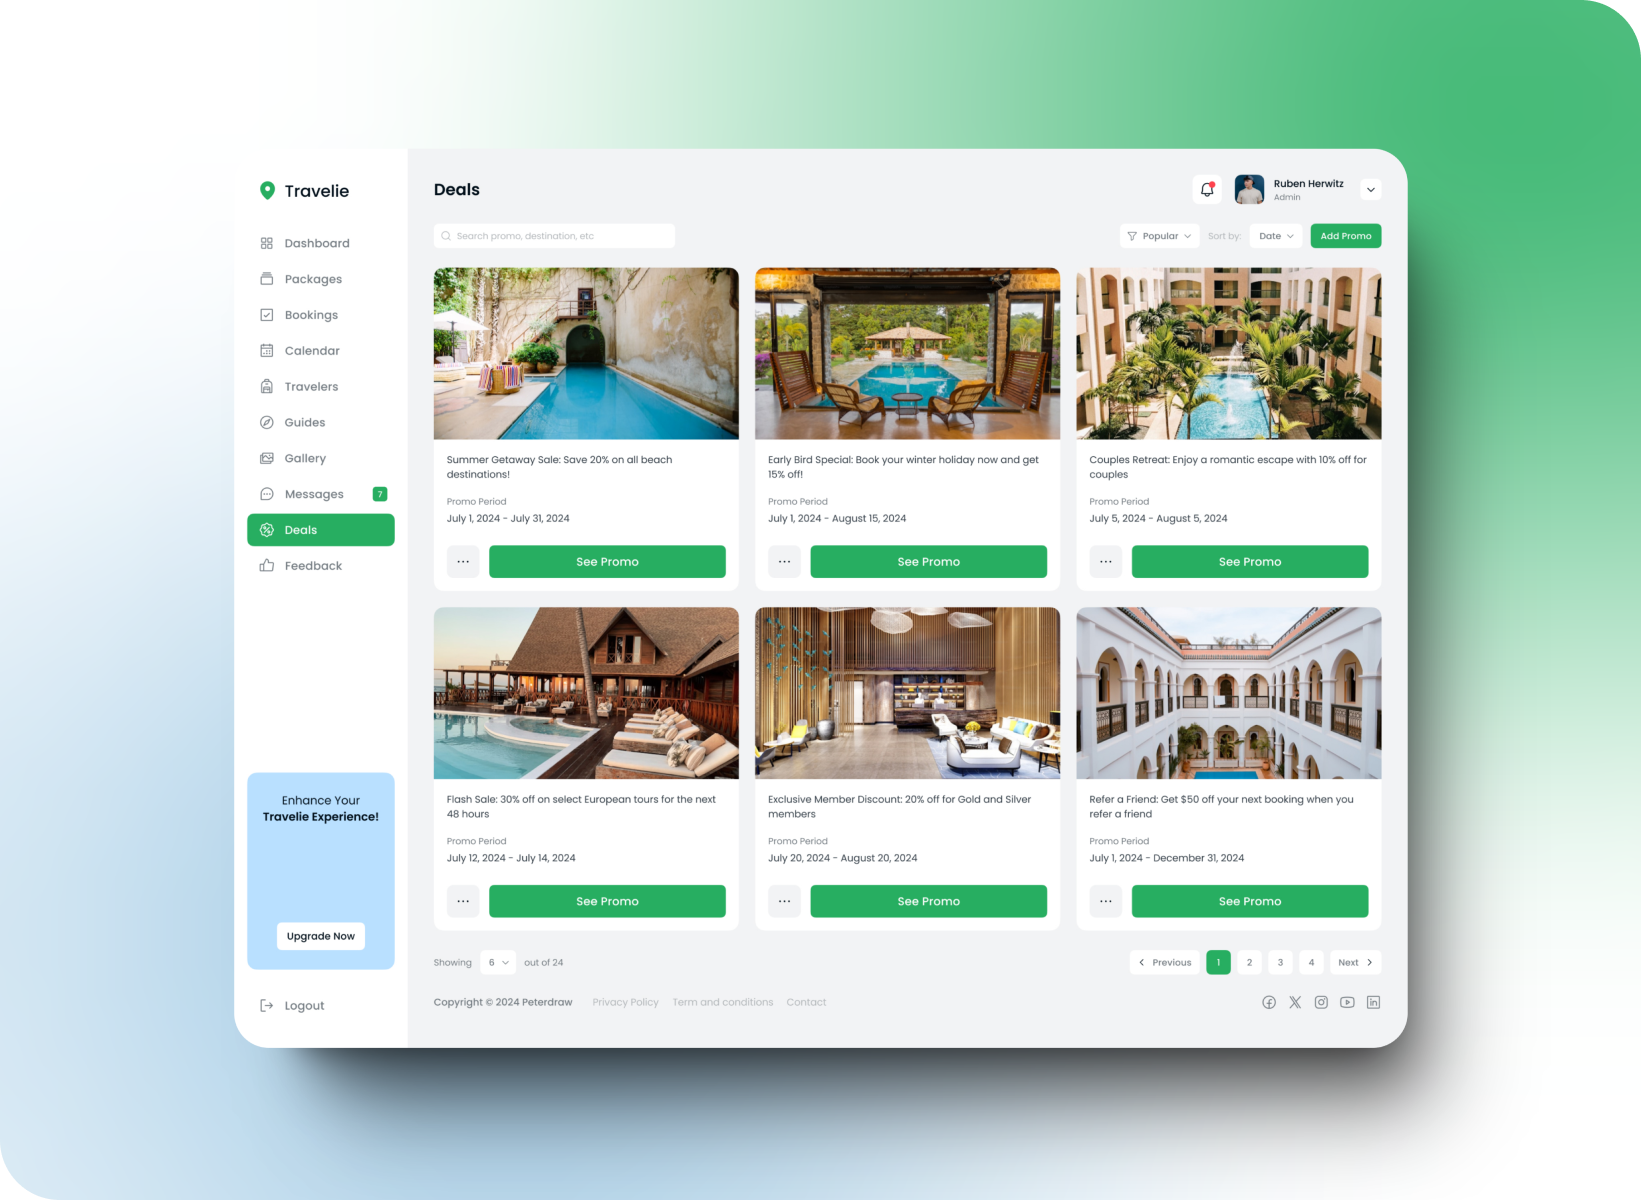 Travelie
Dashboard
Packages
Bookings
Calendar
Travelers
Guides
Gallery
Messages 7
Deals
Feedback
Enhance Your
Travelie Experience!
Upgrade Now
Logout
Deals
Ruben Herwitz
Admin
Search promo, destination, etc
Popular
Sort by:
Date
Add Promo
Summer Getaway Sale: Save 20% on all beach
destinations!
Promo Period
July 1, 2024 - July 31, 2024
See Promo
Early Bird Special: Book your winter holiday now and get
15% off!
Promo Period
July 1, 2024 - August 15, 2024
See Promo
Couples Retreat: Enjoy a romantic escape with 10% off for
couples
Promo Period
July 5, 2024 - August 5, 2024
See Promo
Flash Sale: 30% off on select European tours for the next
48 hours
Promo Period
July 12, 2024 - July 14, 2024
See Promo
Exclusive Member Discount: 20% off for Gold and Silver
members
Promo Period
July 20, 2024 - August 20, 2024
See Promo
Refer a Friend: Get $50 off your next booking when you
refer a friend
Promo Period
July 1, 2024 - December 31, 2024
See Promo
Showing 6 out of 24
Previous 1 2 3 4 Next
Copyright © 2024 Peterdraw
Privacy Policy
Term and conditions
Contact